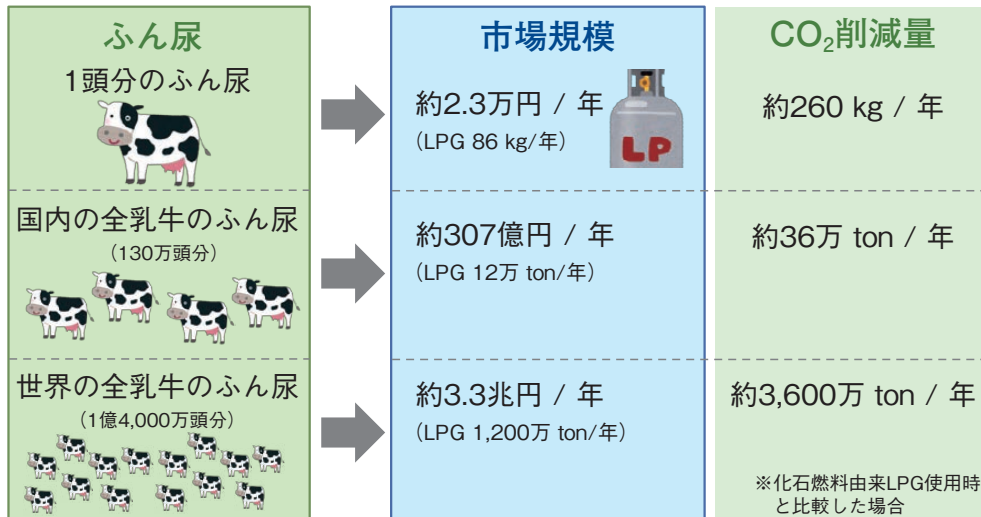 ふん尿
市場規模
CO₂削減量
1頭分のふん尿
約2.3万円 / 年
(LPG 86 kg/年)
LP
約260 kg / 年
国内の全乳牛のふん尿
(130万頭分)
約307億円 / 年
(LPG 12万 ton/年)
約36万 ton / 年
世界の全乳牛のふん尿
(1億4,000万頭分)
約3.3兆円 / 年
(LPG 1,200万 ton/年)
約3,600万 ton / 年
※化石燃料由来LPG使用時
と比較した場合